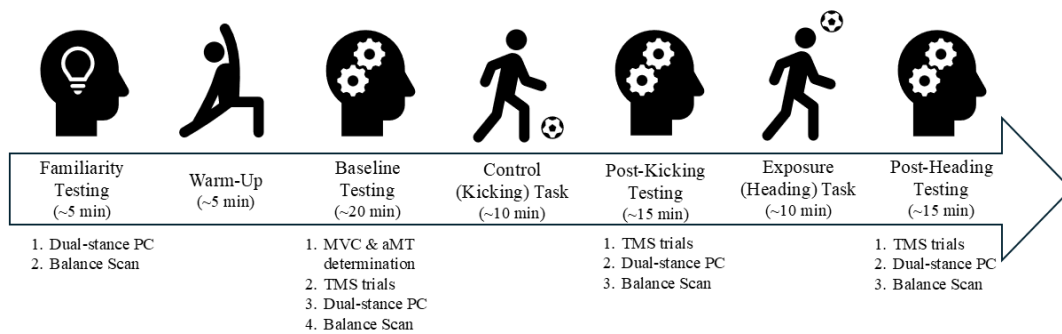 Familiarity
Testing
(~5 min)
Warm-Up
(~5 min)
Baseline
Testing
(~20 min)
Control
(Kicking) Task
(~10 min)
Post-Kicking
Testing
(~15 min)
Exposure
(Heading) Task
(~10 min)
Post-Heading
Testing
(~15 min)
1. Dual-stance PC
2. Balance Scan
1. MVC & aMT
determination
2. TMS trials
3. Dual-stance PC
4. Balance Scan
1. TMS trials
2. Dual-stance PC
3. Balance Scan
1. TMS trials
2. Dual-stance PC
3. Balance Scan